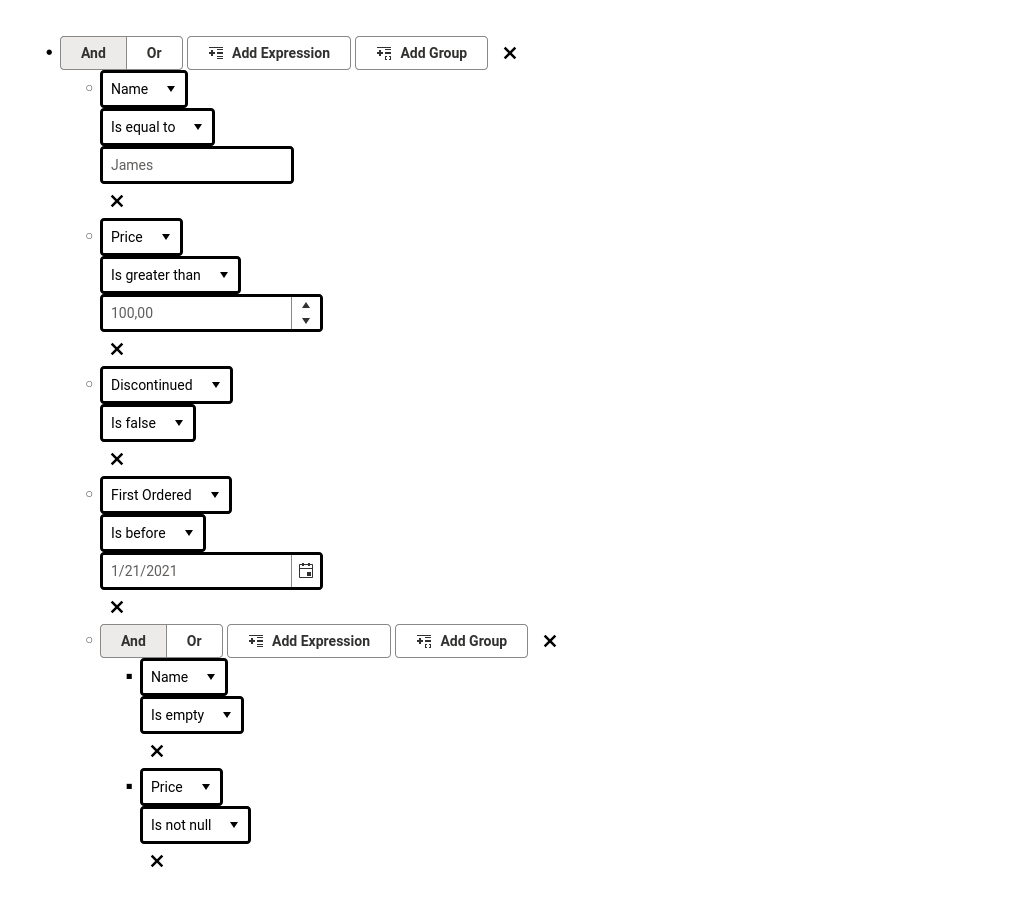 And Or Add Expression Add Group
Name
Is equal to
James
Price
Is greater than
100,00
Discontinued
Is false
First Ordered
Is before
1/21/2021
And Or Add Expression Add Group
Name
Is empty
Price
Is not null